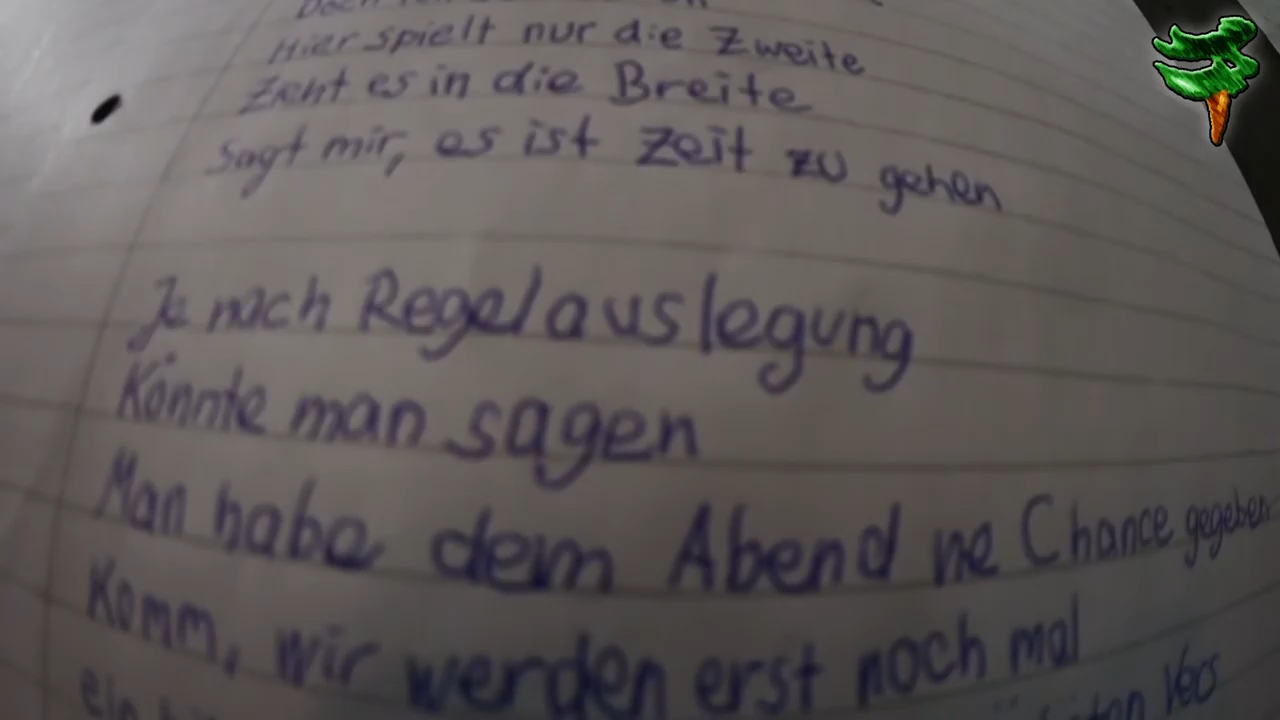 Hier spielt nur die Zweite
Zieht es in die Breite
Sagt mir, es ist Zeit zu gehen
Je nach Regelauslegung
Könnte man sagen
Man habe dem Abend ne Chance gegeben
Komm, wir werden erst noch mal
ein